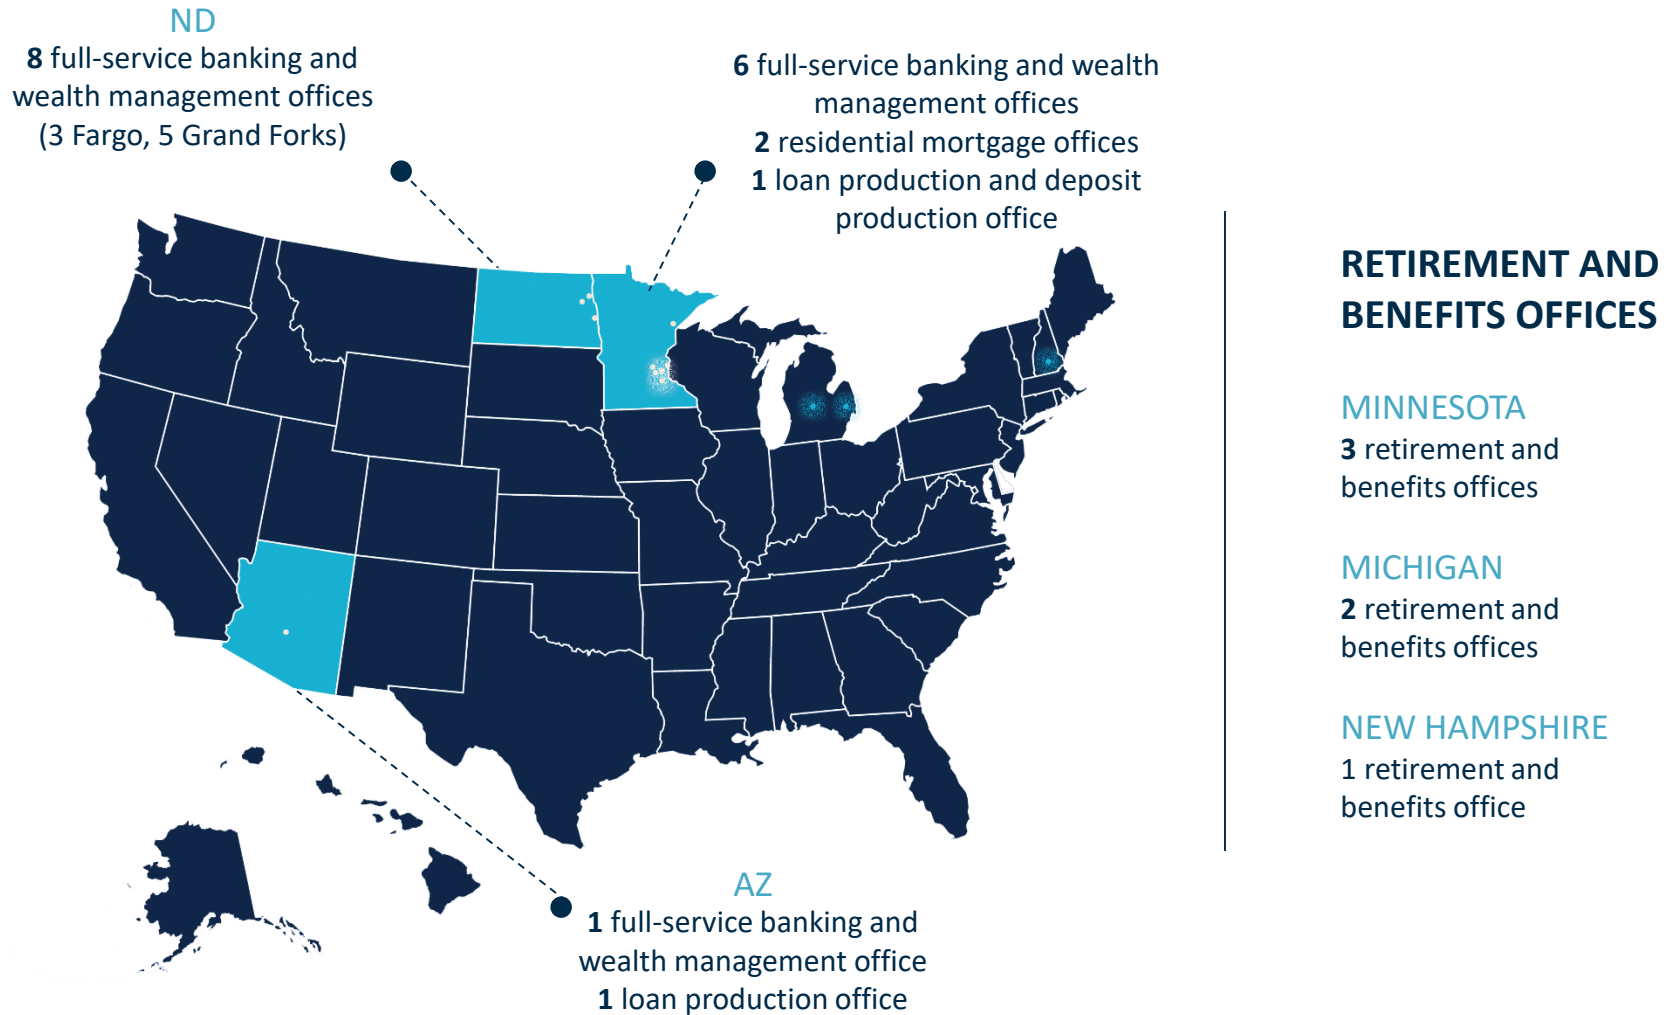 ND
8 full-service banking and
wealth management offices
(3 Fargo, 5 Grand Forks)
6 full-service banking and wealth
management offices
2 residential mortgage offices
1 loan production and deposit
production office
RETIREMENT AND
BENEFITS OFFICES
MINNESOTA
3 retirement and
benefits offices
MICHIGAN
2 retirement and
benefits offices
NEW HAMPSHIRE
1 retirement and
benefits office
AZ
1 full-service banking and
wealth management office
1 loan production office